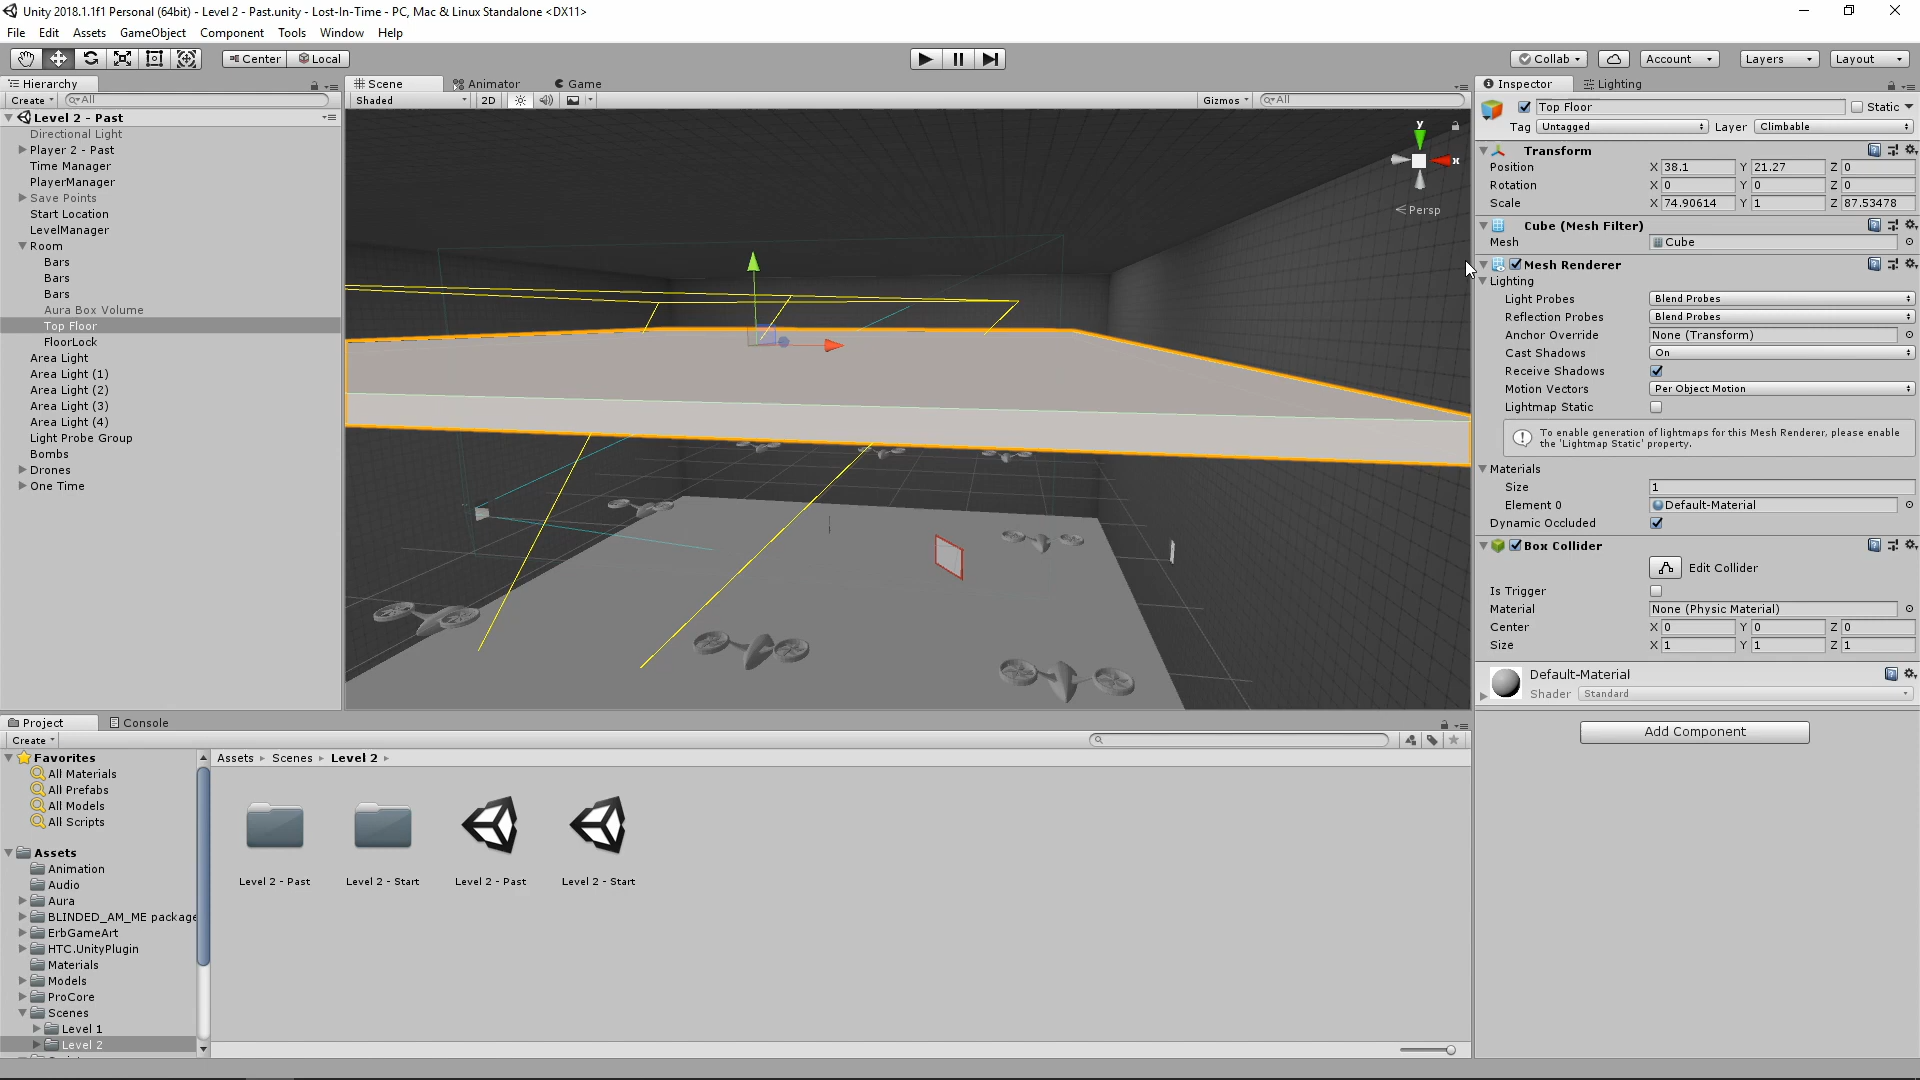 Unity 2018.1.1f1 Personal (64bit) - Level 2 - Past.unity - Lost-In-Time - PC, Mac & Linux Standalone <DX11>
File Edit Assets GameObject Component Tools Window Help
Center Local Collab Account Layers Layout
Hierarchy
Create All
Level 2 - Past
Directional Light
Player 2 - Past
Time Manager
PlayerManager
Save Points
Start Location
LevelManager
Room
Bars
Bars
Bars
Aura Box Volume
Top Floor
FloorLock
Area Light
Area Light (1)
Area Light (2)
Area Light (3)
Area Light (4)
Light Probe Group
Bombs
Drones
One Time
Scene Animator Game
Shaded 2D Gizmos All
y
x
Persp
Inspector Lighting
Top Floor Static
Tag Untagged Layer Climbable
Transform
Position X 38.1 Y 21.27 Z 0
Rotation X 0 Y 0 Z 0
Scale X 74.90614 Y 1 Z 87.53478
Cube (Mesh Filter)
Mesh Cube
Mesh Renderer
Lighting
Light Probes Blend Probes
Reflection Probes Blend Probes
Anchor Override None (Transform)
Cast Shadows On
Receive Shadows
Motion Vectors Per Object Motion
Lightmap Static
To enable generation of lightmaps for this Mesh Renderer, please enable
the 'Lightmap Static' property.
Materials
Size 1
Element 0 Default-Material
Dynamic Occluded
Box Collider
Edit Collider
Is Trigger
Material None (Physic Material)
Center X 0 Y 0 Z 0
Size X 1 Y 1 Z 1
Default-Material
Shader Standard
Add Component
Project Console
Create
Favorites
All Materials
All Prefabs
All Models
All Scripts
Assets
Animation
Audio
Aura
BLINDED_AM_ME package
ErbGameArt
HTC.UnityPlugin
Materials
Models
ProCore
Scenes
Level 1
Level 2
Assets Scenes Level 2
Level 2 - Past Level 2 - Start Level 2 - Past Level 2 - Start